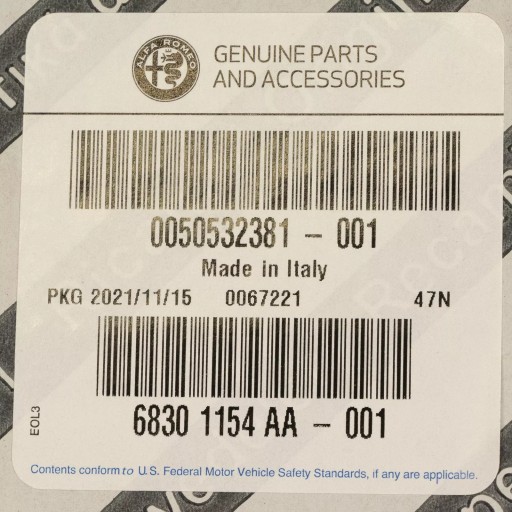 ALFA ROMEO
GENUINE PARTS
AND ACCESSORIES
0050532381 - 001
Made in Italy
PKG 2021/11/15 0067221 47N
6830 1154 AA - 001
EOL3
Contents conform to U.S. Federal Motor Vehicle Safety Standards, if any are applicable.